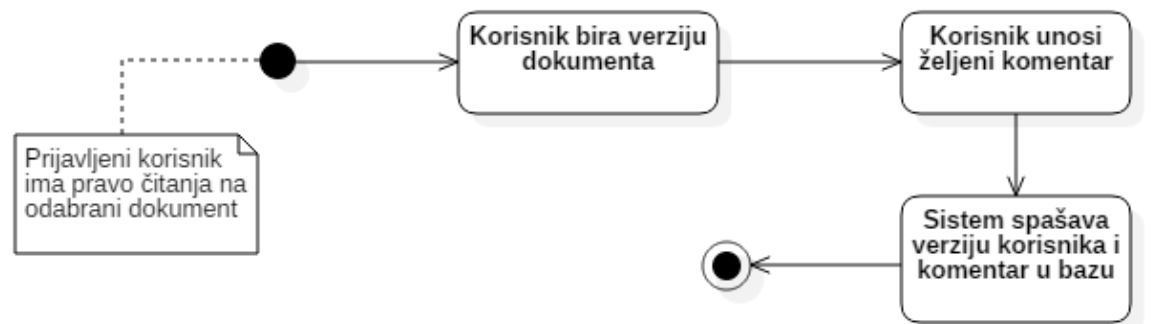 Korisnik bira verziju
dokumenta
Korisnik unosi
željeni komentar
Prijavljeni korisnik
ima pravo čitanja na
odabrani dokument
Sistem spašava
verziju korisnika i
komentar u bazu